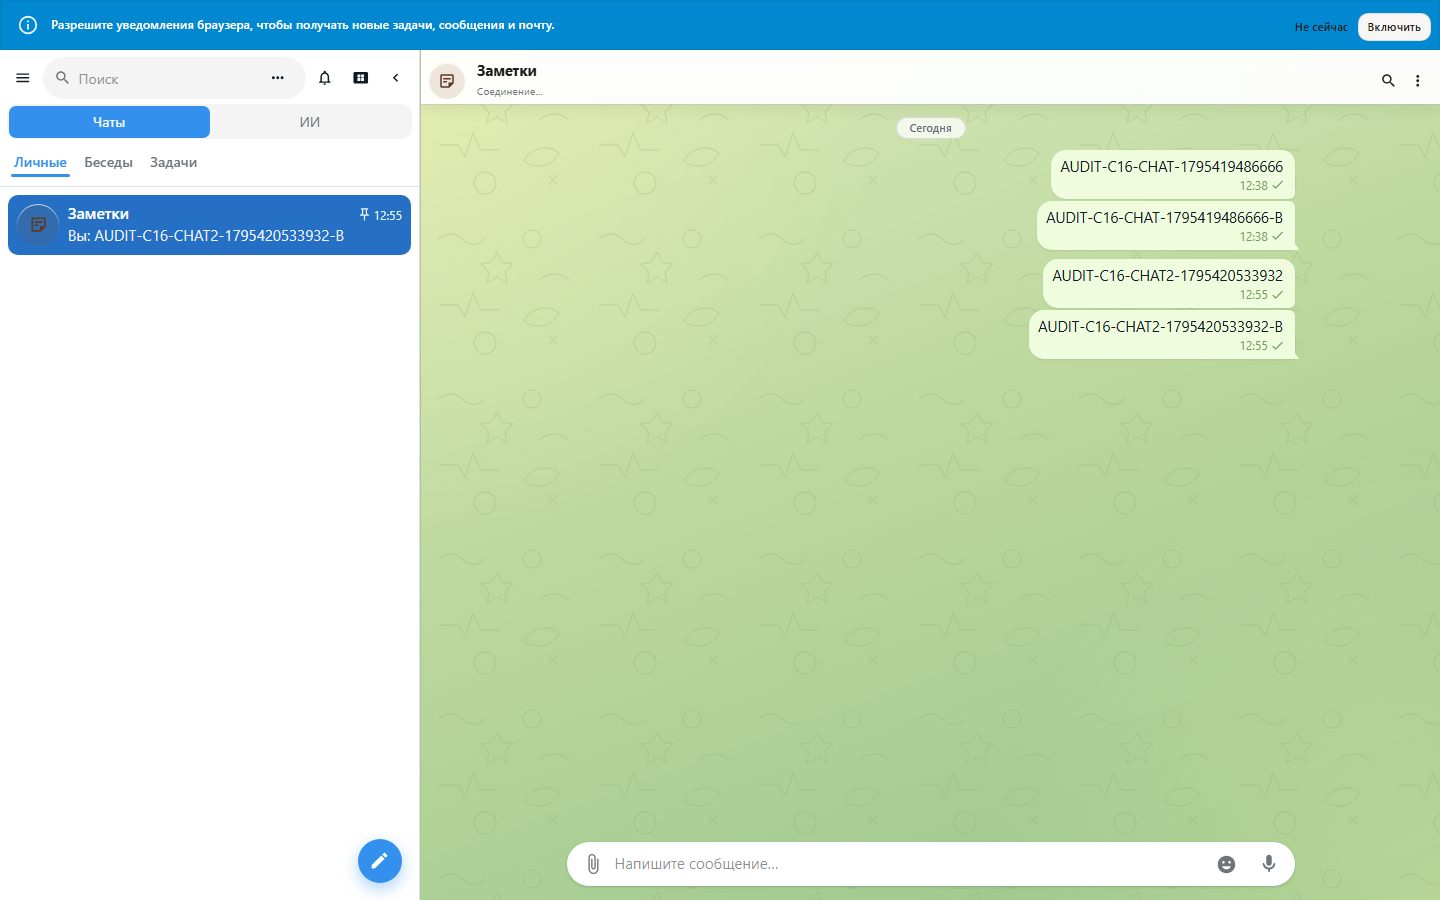 Разрешите уведомления браузера, чтобы получать новые задачи, сообщения и почту.
Не сейчас
Включить
Поиск
Чаты
ИИ
Личные
Беседы
Задачи
Заметки
12:55
Вы: AUDIT-C16-CHAT2-1795420533932-B
Заметки
Соединение...
Сегодня
AUDIT-C16-CHAT-1795419486666
12:38
AUDIT-C16-CHAT-1795419486666-B
12:38
AUDIT-C16-CHAT2-1795420533932
12:55
AUDIT-C16-CHAT2-1795420533932-B
12:55
Напишите сообщение...